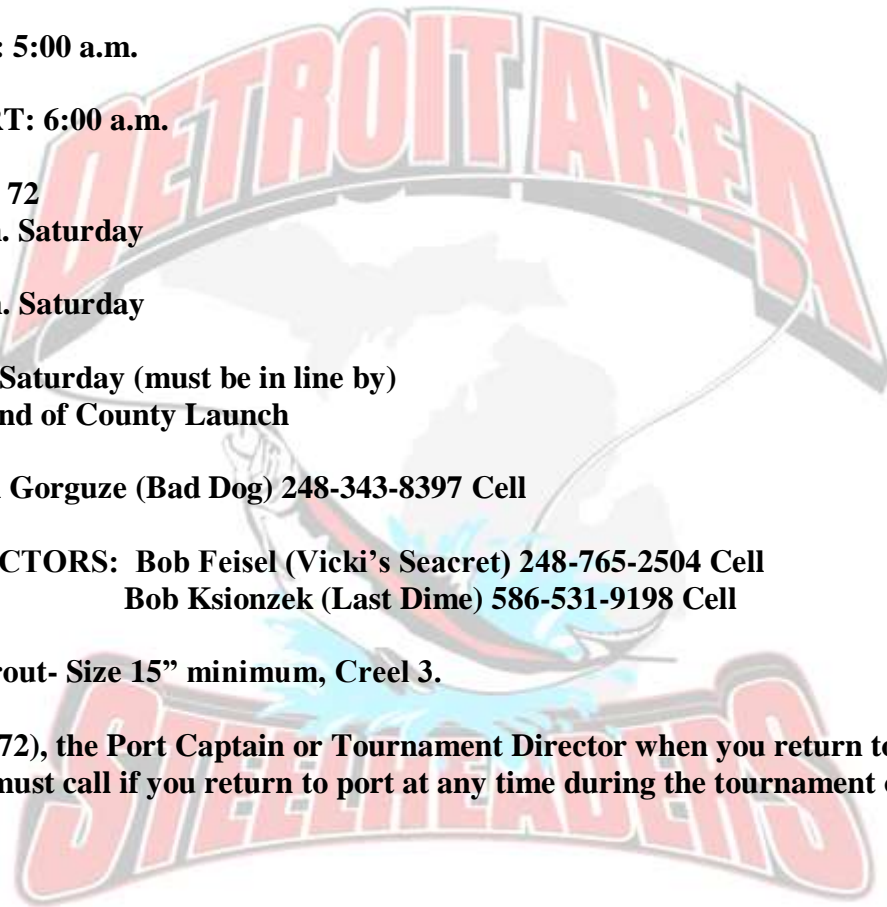 DETROIT AREA
: 5:00 a.m.
RT: 6:00 a.m.
72
. Saturday
. Saturday
Saturday (must be in line by)
nd of County Launch
Gorguze (Bad Dog) 248-343-8397 Cell
CTORS: Bob Feisel (Vicki’s Seacret) 248-765-2504 Cell
Bob Ksionzek (Last Dime) 586-531-9198 Cell
rout- Size 15” minimum, Creel 3.
72), the Port Captain or Tournament Director when you return to
must call if you return to port at any time during the tournament
STEELHEADERS